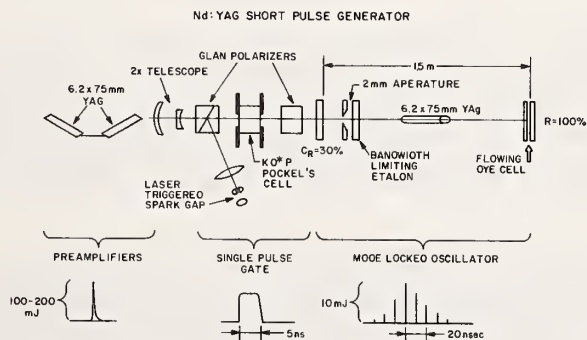 Nd:YAG SHORT PULSE GENERATOR
1.5 m
GLAN POLARIZERS
2x TELESCOPE
2mm APERATURE
6.2 x 75mm
YAG
6.2 x 75mm YAg
R=100%
CR=30%
KD*P
POCKEL'S
CELL
BANDWIDTH
LIMITING
ETALON
FLOWING
DYE CELL
LASER
TRIGGERED
SPARK GAP
PREAMPLIFIERS
SINGLE PULSE
GATE
MODE LOCKED OSCILLATOR
100-200
mJ
5ns
10mJ
20nsec